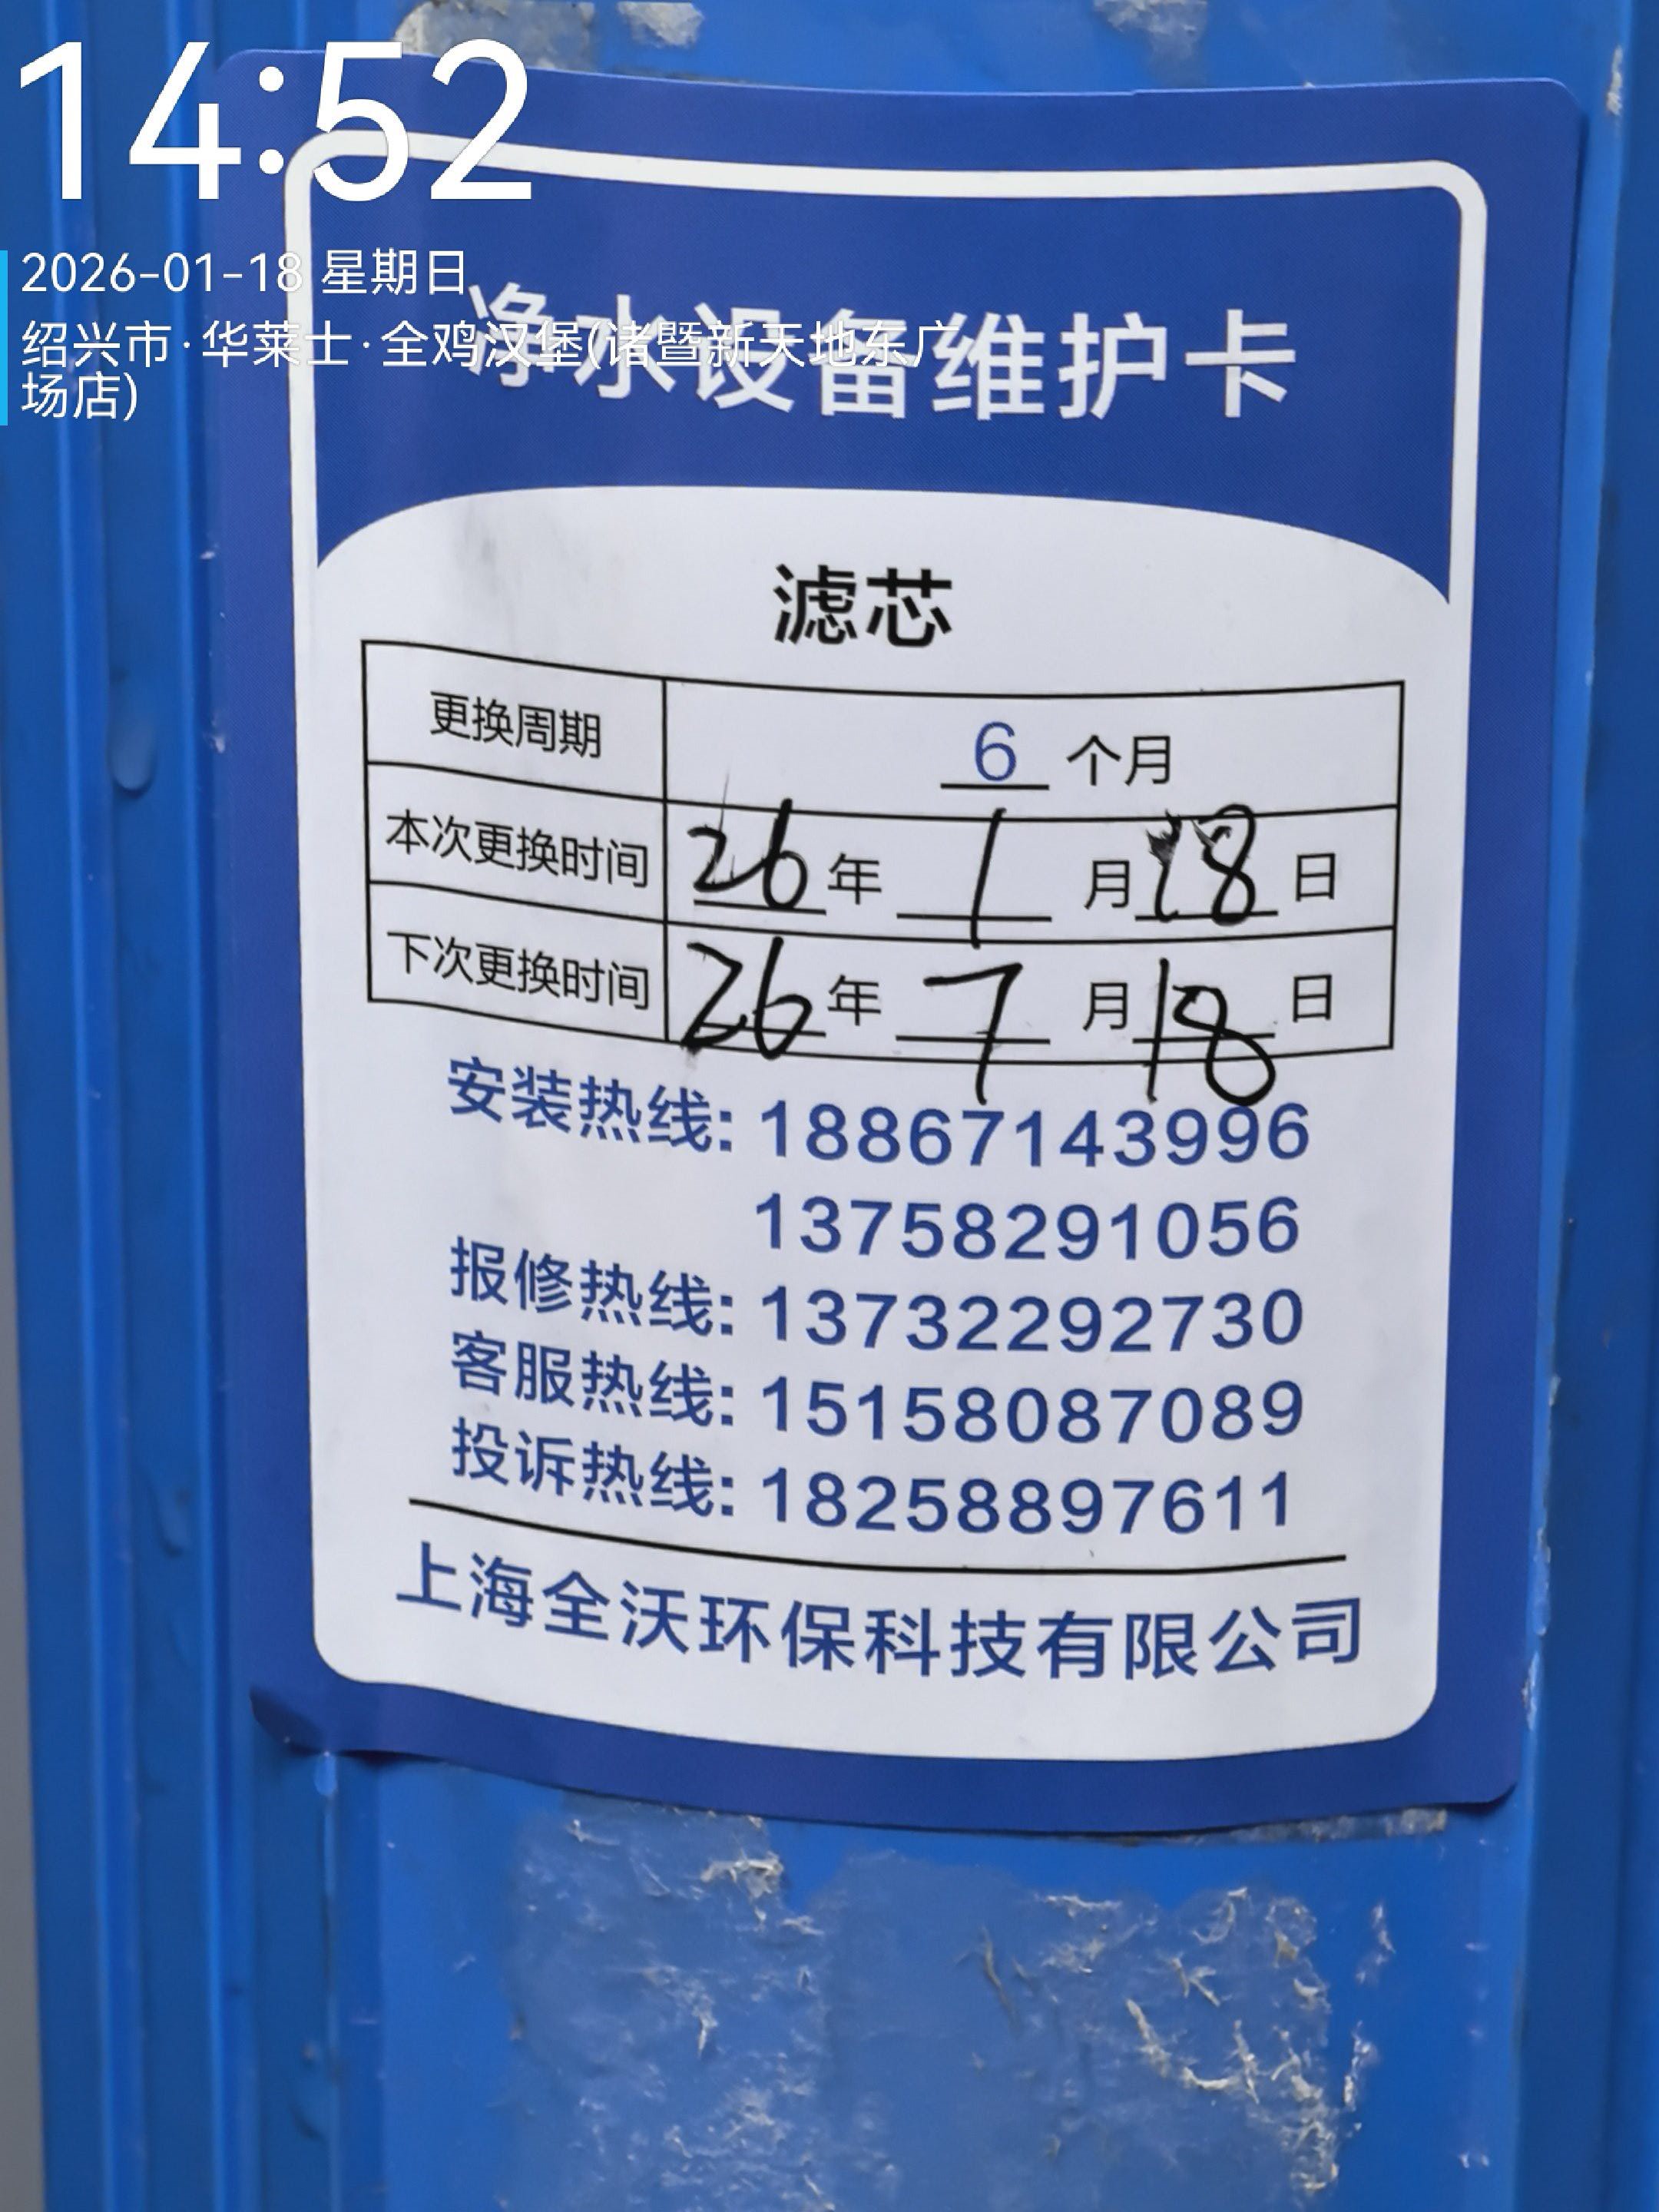 14:52
2026-01-18 星期日
绍兴市·华莱士·全鸡汉堡(诸暨新天地东广
场店)
净水设备维护卡
滤芯
更换周期 6 个月
本次更换时间 26 年 1 月 18 日
下次更换时间 26 年 7 月 18 日
安装热线: 18867143996
13758291056
报修热线: 13732292730
客服热线: 15158087089
投诉热线: 18258897611
上海全沃环保科技有限公司